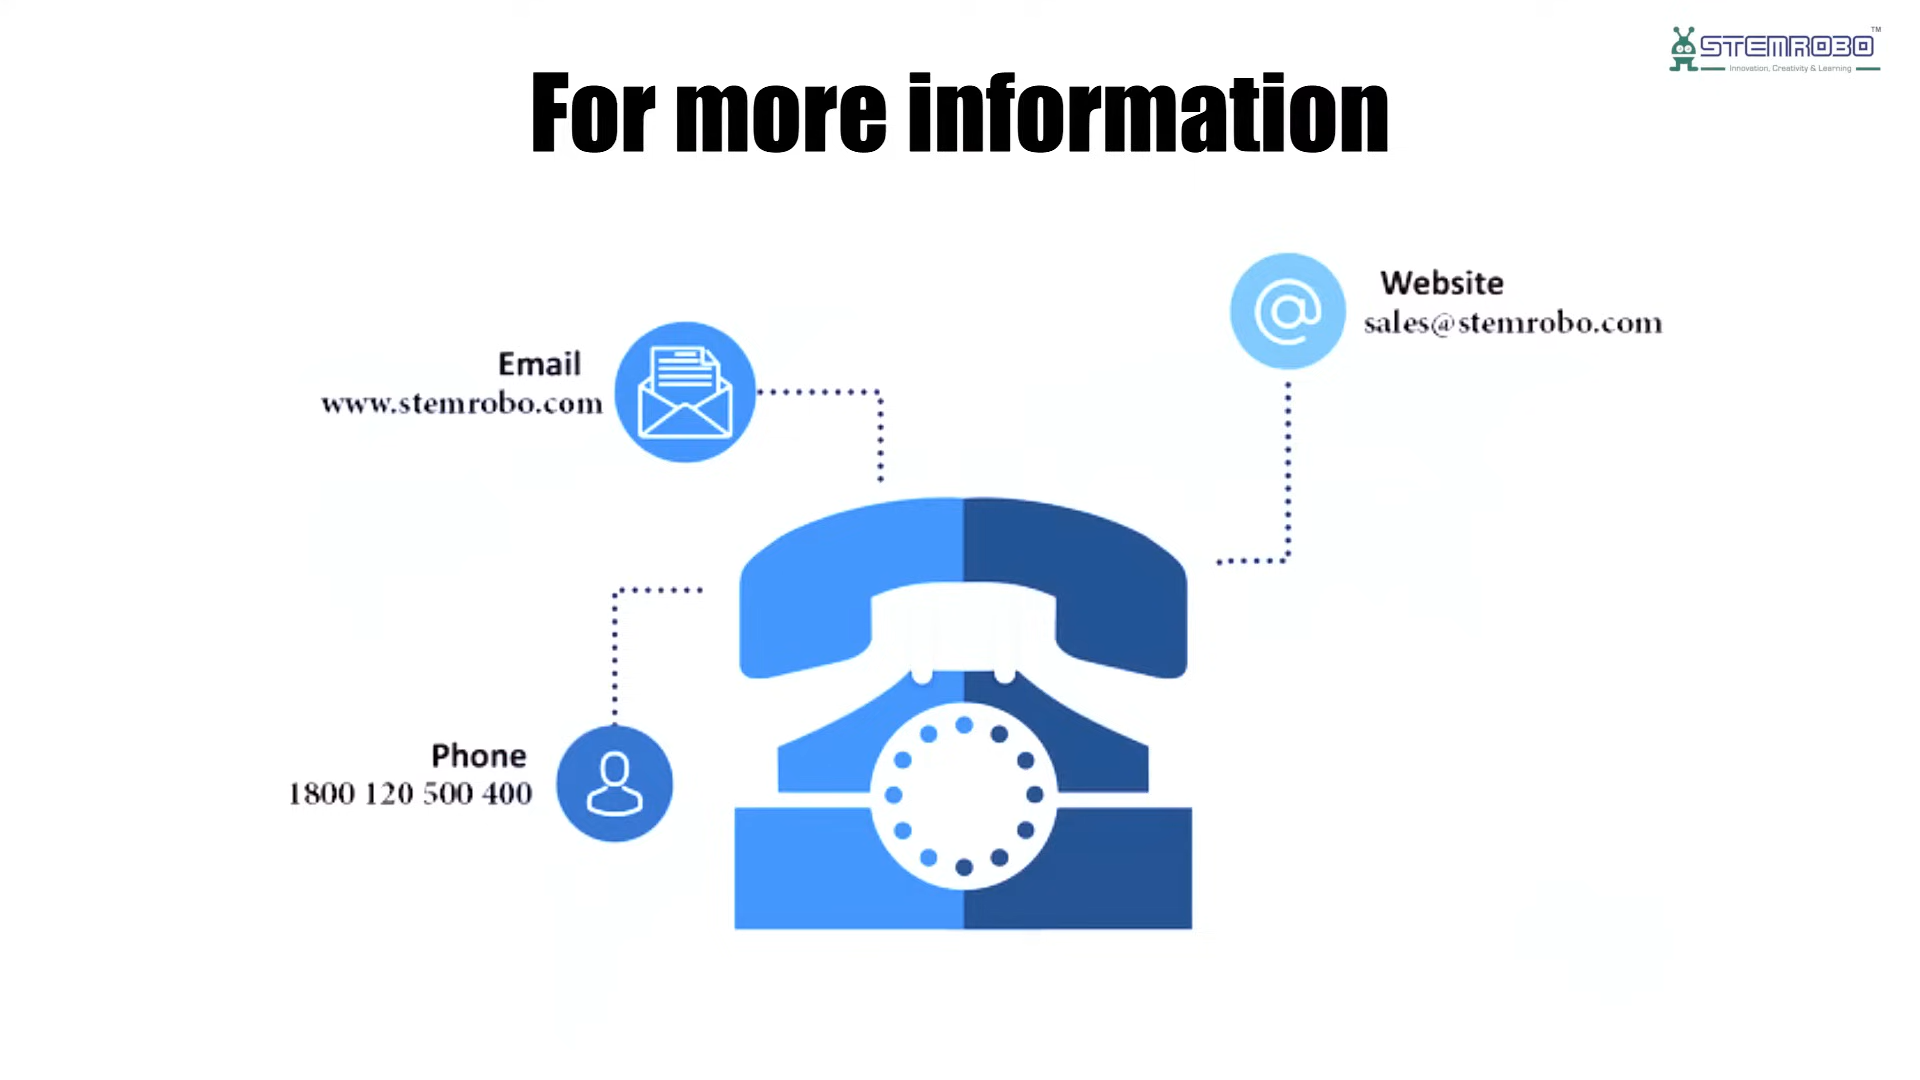 STEMROBO™
Innovation, Creativity & Learning
For more information
Website
sales@stemrobo.com
Email
www.stemrobo.com
Phone
1800 120 500 400